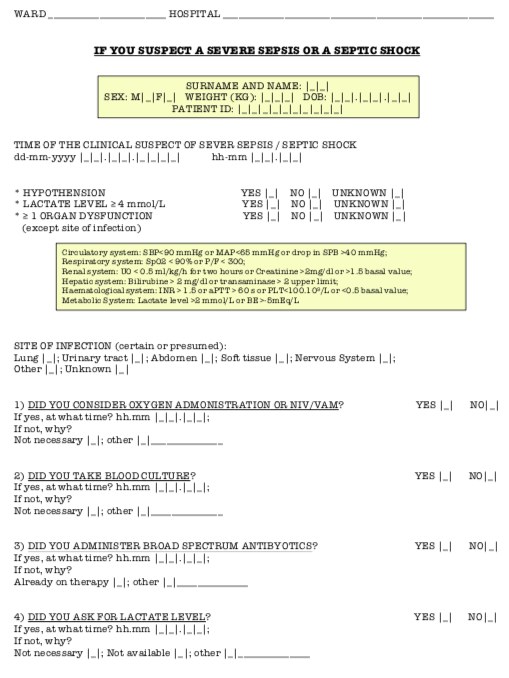 WARD______________________ HOSPITAL __________________________________________________
IF YOU SUSPECT A SEVERE SEPSIS OR A SEPTIC SHOCK
SURNAME AND NAME: |_|_|
SEX: M|_|F|_| WEIGHT (KG): |_|_|_| DOB: |_|_|.|_|_|.|_|_|
PATIENT ID: |_|_|_|_|_|_|_|_|_|_|
TIME OF THE CLINICAL SUSPECT OF SEVER SEPSIS / SEPTIC SHOCK
dd-mm-yyyy |_|_|.|_|_|.|_|_|_|_| hh-mm |_|_|.|_|_|
* HYPOTHENSION YES |_| NO |_| UNKNOWN |_|
* LACTATE LEVEL ≥4 mmol/L YES |_| NO |_| UNKNOWN |_|
* ≥ 1 ORGAN DYSFUNCTION YES |_| NO |_| UNKNOWN |_|
(except site of infection)
Circulatory system: SBP<90 mmHg or MAP<65 mmHg or drop in SPB >40 mmHg;
Respiratory system: Sp02 < 90% or P/F < 300;
Renal system: U0 < 0.5 ml/kg/h for two hours or Creatinine >2mg/dl or >1.5 basal value;
Hepatic system: Bilirubine > 2 mg/dl or transaminase > 2 upper limit;
Haematological system: INR > 1.5 or aPTT > 60 s or PLT<100.10⁹/L or <0.5 basal value;
Metabolic System: Lactate level >2 mmol/L or BE >-5mEq/L
SITE OF INFECTION (certain or presumed):
Lung |_|; Urinary tract |_|; Abdomen |_|; Soft tissue |_|; Nervous System |_|;
Other |_|; Unknown |_|
1) DID YOU CONSIDER OXYGEN ADMONISTRATION OR NIV/VAM? YES |_| NO|_|
If yes, at what time? hh.mm |_|_|.|_|_|;
If not, why?
Not necessary |_|; other |_|_____________
2) DID YOU TAKE BLOOD CULTURE? YES |_| NO|_|
If yes, at what time? hh.mm |_|_|.|_|_|;
If not, why?
Not necessary |_|; other |_|_____________
3) DID YOU ADMINISTER BROAD SPECTRUM ANTIBYOTICS? YES |_| NO|_|
If yes, at what time? hh.mm |_|_|.|_|_|;
If not, why?
Already on therapy |_|; other |_|_____________
4) DID YOU ASK FOR LACTATE LEVEL? YES |_| NO|_|
If yes, at what time? hh.mm |_|_|.|_|_|;
If not, why?
Not necessary |_|; Not available |_|; other |_|_____________